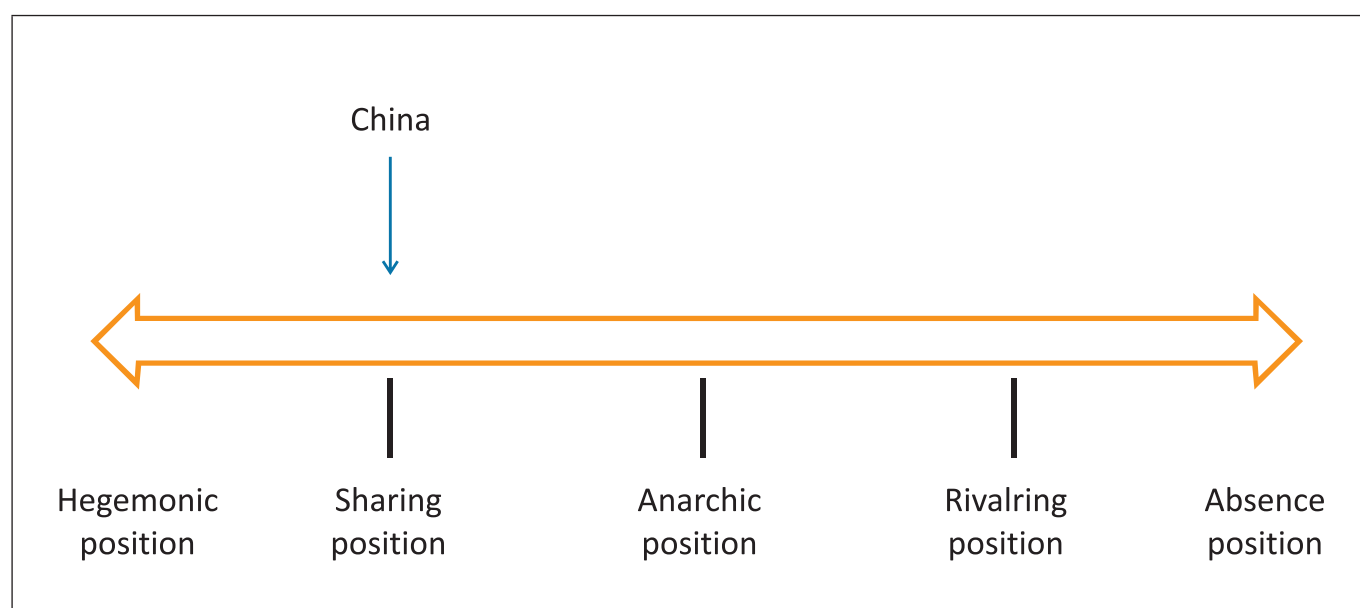 China
Hegemonic
position
Sharing
position
Anarchic
position
Rivalring
position
Absence
position